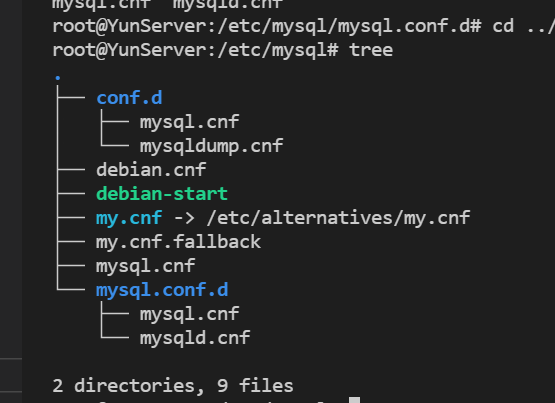 mysql.cnf  mysqld.cnf
root@YunServer:/etc/mysql/mysql.conf.d# cd ../
root@YunServer:/etc/mysql# tree
.
├── conf.d
│   ├── mysql.cnf
│   └── mysqldump.cnf
├── debian.cnf
├── debian-start
├── my.cnf -> /etc/alternatives/my.cnf
├── my.cnf.fallback
├── mysql.cnf
└── mysql.conf.d
    ├── mysql.cnf
    └── mysqld.cnf

2 directories, 9 files